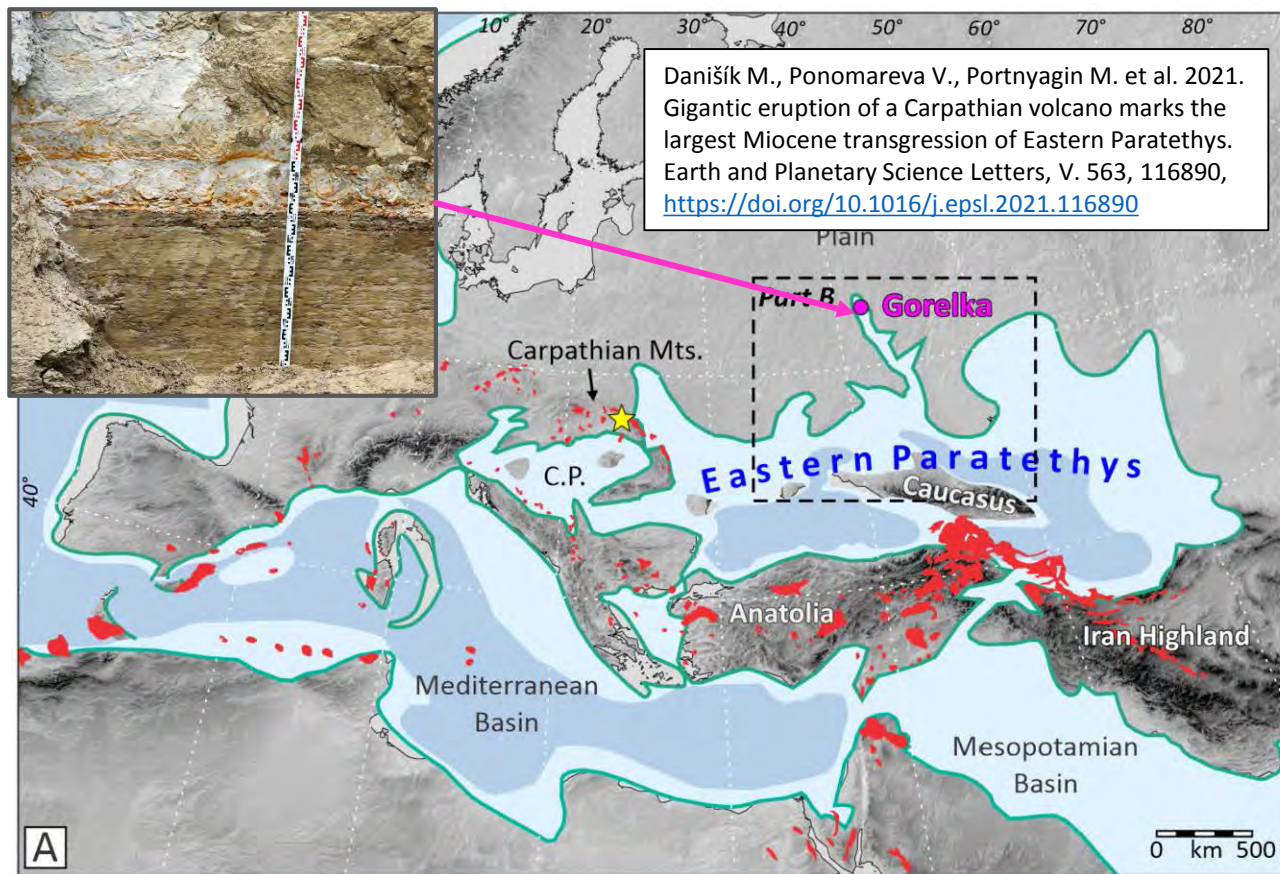 10°
20°
30°
40°
50°
60°
70°
80°
Danišík M., Ponomareva V., Portnyagin M. et al. 2021.
Gigantic eruption of a Carpathian volcano marks the
largest Miocene transgression of Eastern Paratethys.
Earth and Planetary Science Letters, V. 563, 116890,
https://doi.org/10.1016/j.epsl.2021.116890
Plain
Part B
Gorelka
Carpathian Mts.
C.P.
Eastern Paratethys
Caucasus
40°
Anatolia
Iran Highland
Mediterranean
Basin
Mesopotamian
Basin
A
0 km 500